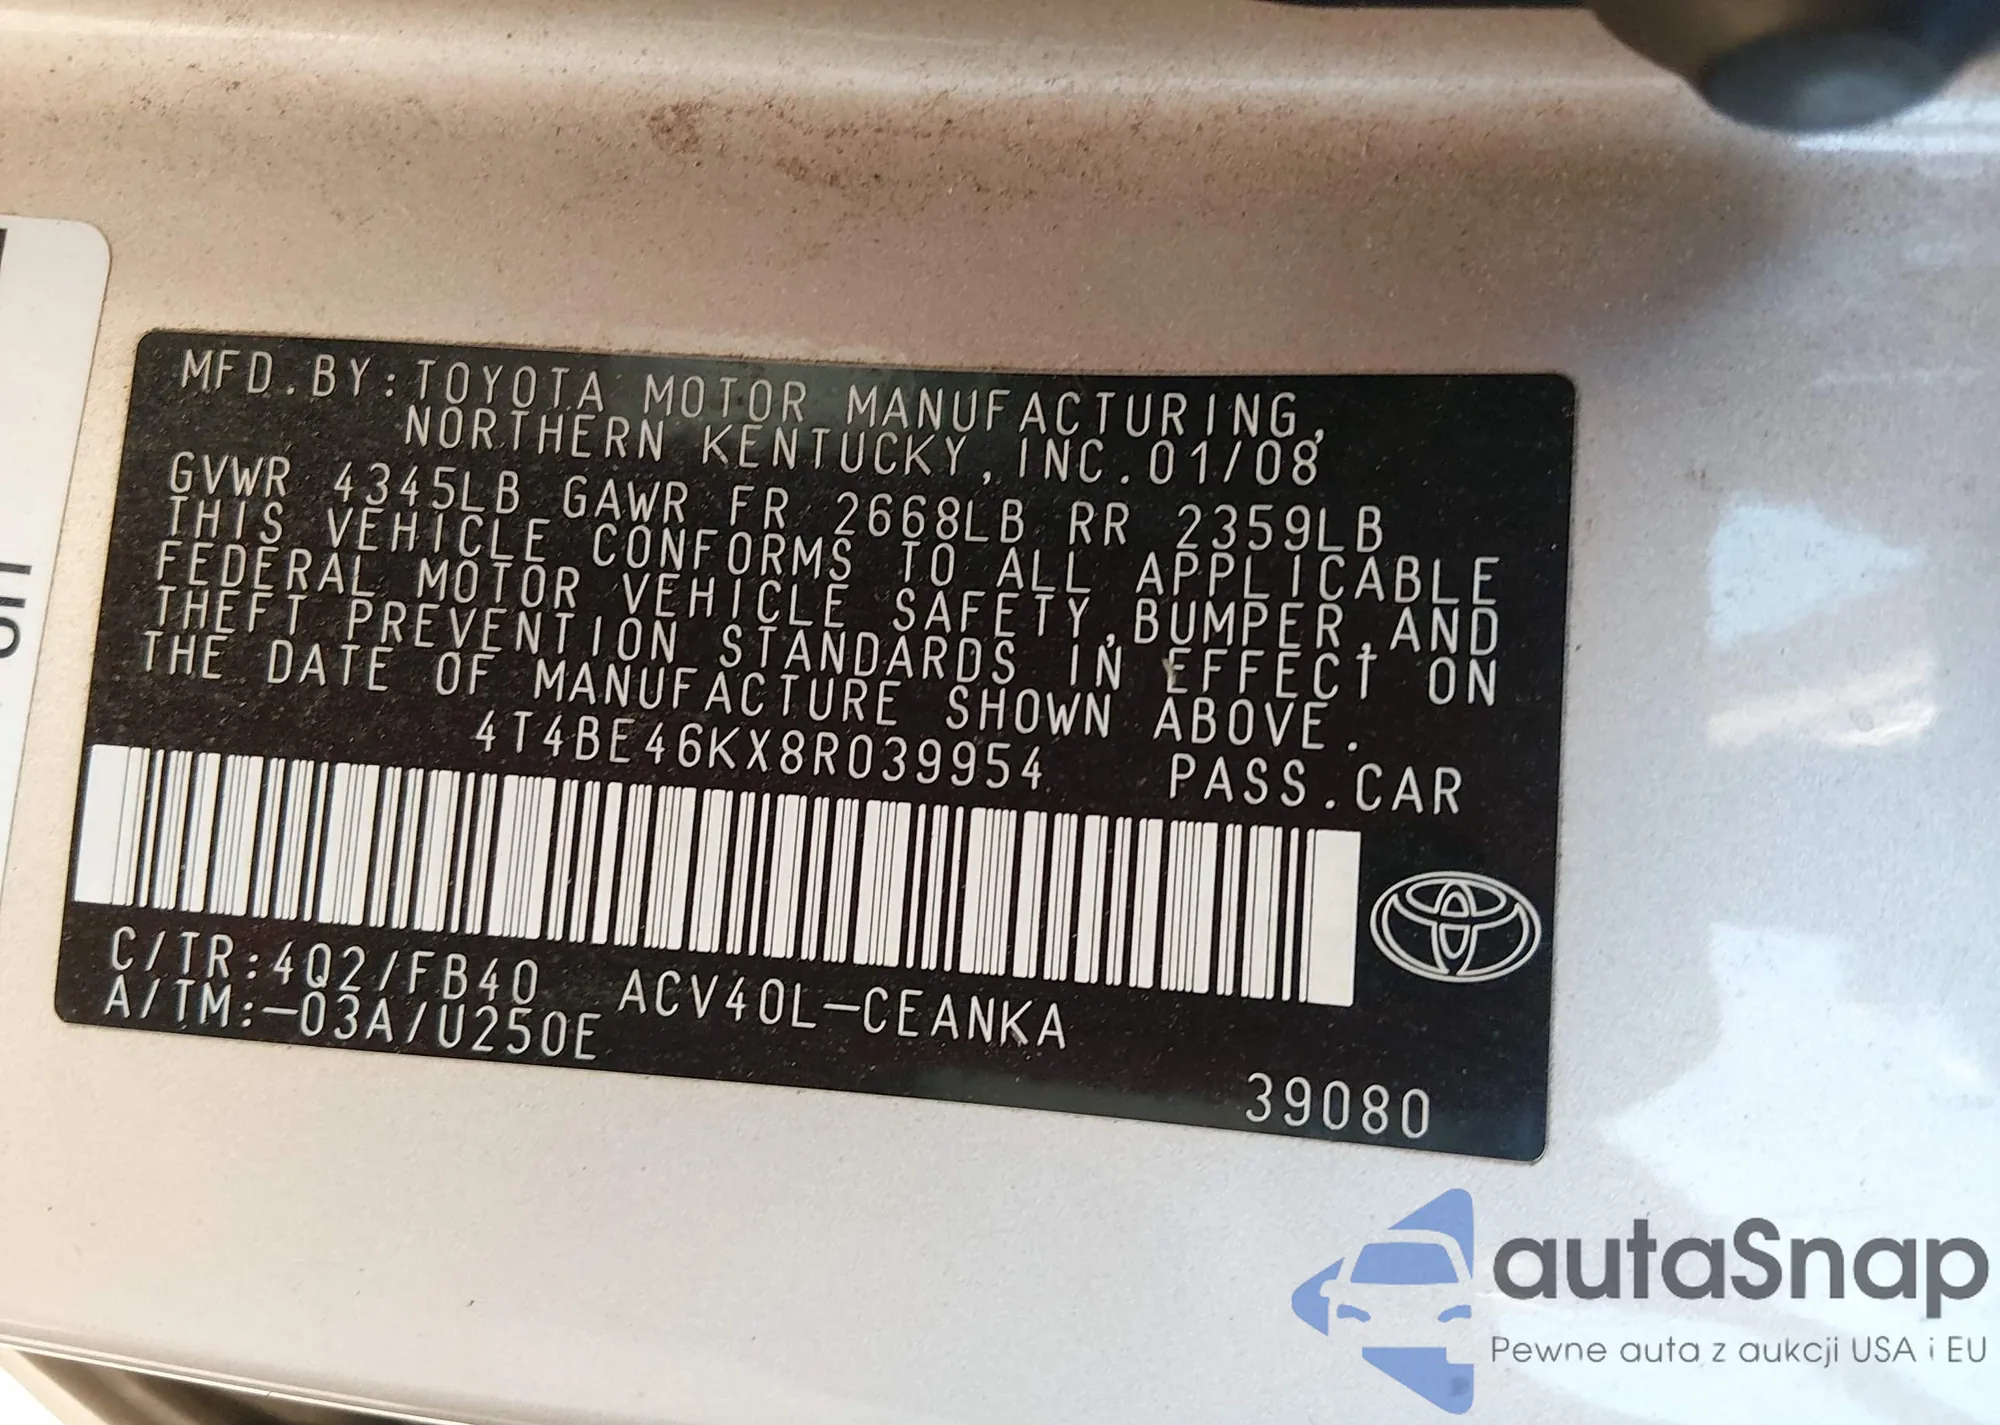 MFD.BY:TOYOTA MOTOR MANUFACTURING,
NORTHERN KENTUCKY,INC.01/08
GVWR 4345LB GAWR FR 2668LB RR 2359LB
THIS VEHICLE CONFORMS TO ALL APPLICABLE
FEDERAL MOTOR VEHICLE SAFETY,BUMPER,AND
THEFT PREVENTION STANDARDS IN EFFECT ON
THE DATE OF MANUFACTURE SHOWN ABOVE.
4T4BE46KX8R039954 PASS.CAR
C/TR:4Q2/FB40 ACV40L-CEANKA
A/TM:-03A/U250E
39080
autaSnap
Pewne auta z aukcji USA i EU